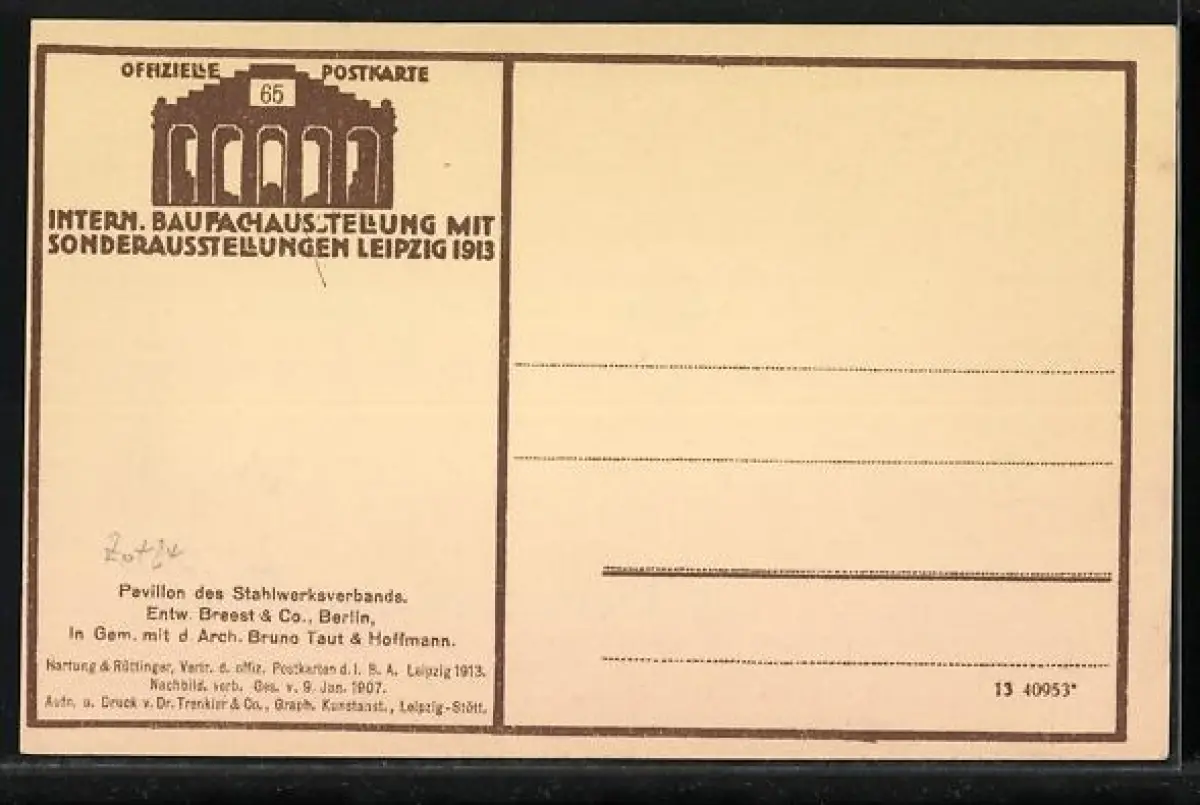 OFFIZIELLE POSTKARTE
65
INTERN. BAUFACHAUSSTELLUNG MIT
SONDERAUSSTELLUNGEN LEIPZIG 1913
Pavillon des Stahlwerksverbands.
Entw. Breest & Co., Berlin,
in Gem. mit d. Arch. Bruno Taut & Hoffmann.
Hartung & Rüttinger, Vertr. d. offiz. Postkarten d. I. B. A. Leipzig 1913.
Nachbild. verb. Ges. v. 9. Jan. 1907.
Aufn. u. Druck v. Dr. Trenkler & Co., Graph. Kunstanst., Leipzig-Stött.
13 40953*